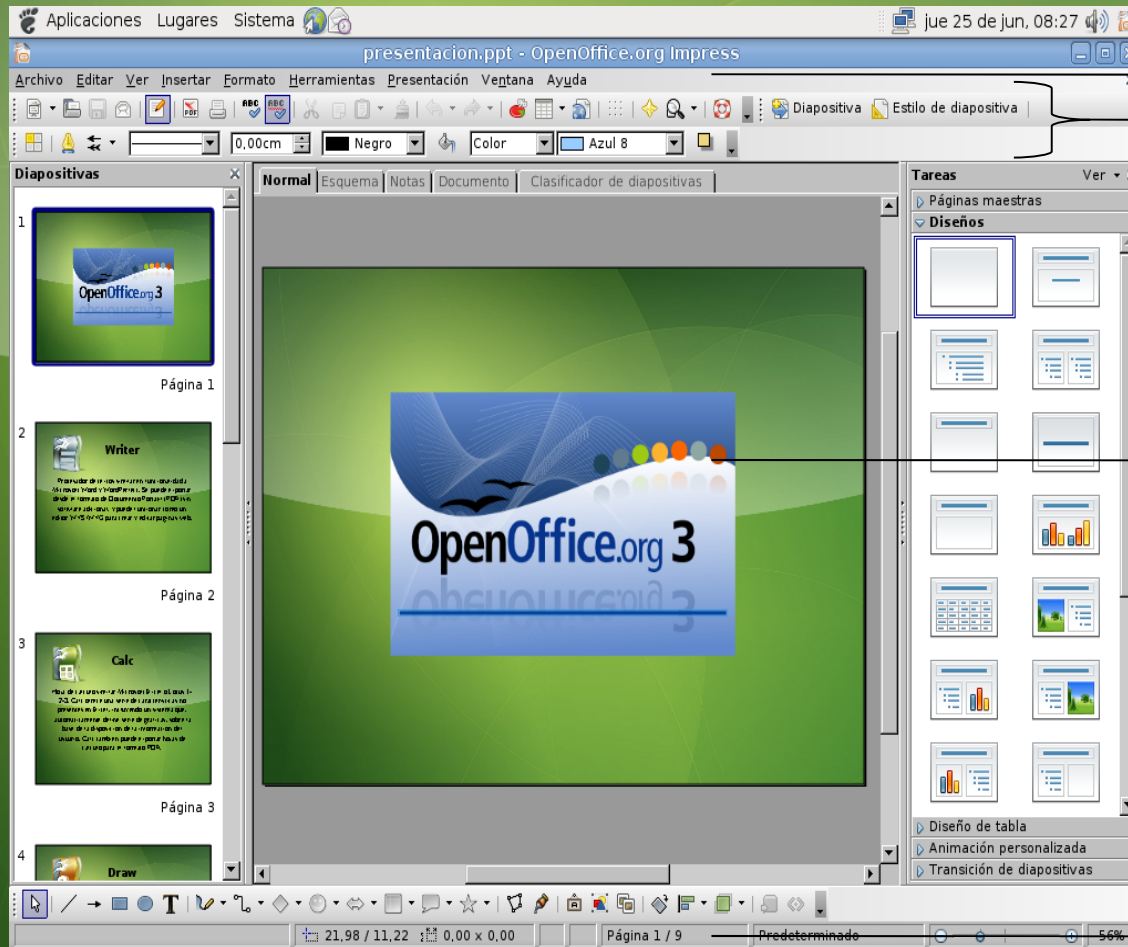 Aplicaciones Lugares Sistema jue 25 de jun, 08:27
presentacion.ppt - OpenOffice.org Impress
Archivo Editar Ver Insertar Formato Herramientas Presentación Ventana Ayuda
PDF ABC ABC Diapositiva Estilo de diapositiva
0,00cm Negro Color Azul 8
Diapositivas
Normal Esquema Notas Documento Clasificador de diapositivas
Tareas Ver
Páginas maestras
Diseños
1
OpenOffice.org 3
Página 1
2
Writer
Página 2
3
Calc
Página 3
4
Draw
OpenOffice.org 3
Diseño de tabla
Animación personalizada
Transición de diapositivas
T
21,98 / 11,22 0,00 x 0,00 Página 1 / 9 Predeterminado 56%